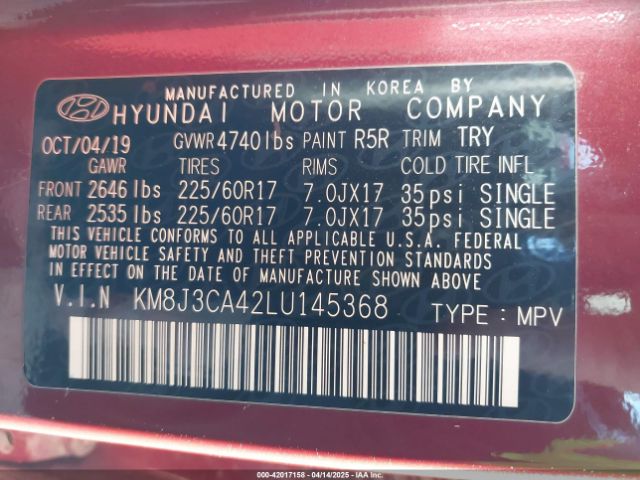 MANUFACTURED IN KOREA BY
HYUNDAI MOTOR COMPANY
OCT/04/19 GVWR 4740lbs PAINT R5R TRIM TRY
GAWR TIRES RIMS COLD TIRE INFL
FRONT 2646 lbs 225/60R17 7.0JX17 35psi SINGLE
REAR 2535 lbs 225/60R17 7.0JX17 35psi SINGLE
THIS VEHICLE CONFORMS TO ALL APPLICABLE U.S.A. FEDERAL
MOTOR VEHICLE SAFETY AND THEFT PREVENTION STANDARDS
IN EFFECT ON THE DATE OF MANUFACTURE SHOWN ABOVE.
V.I.N KM8J3CA42LU145368 TYPE : MPV
000-42017158 - 04/14/2025 - IAA Inc.